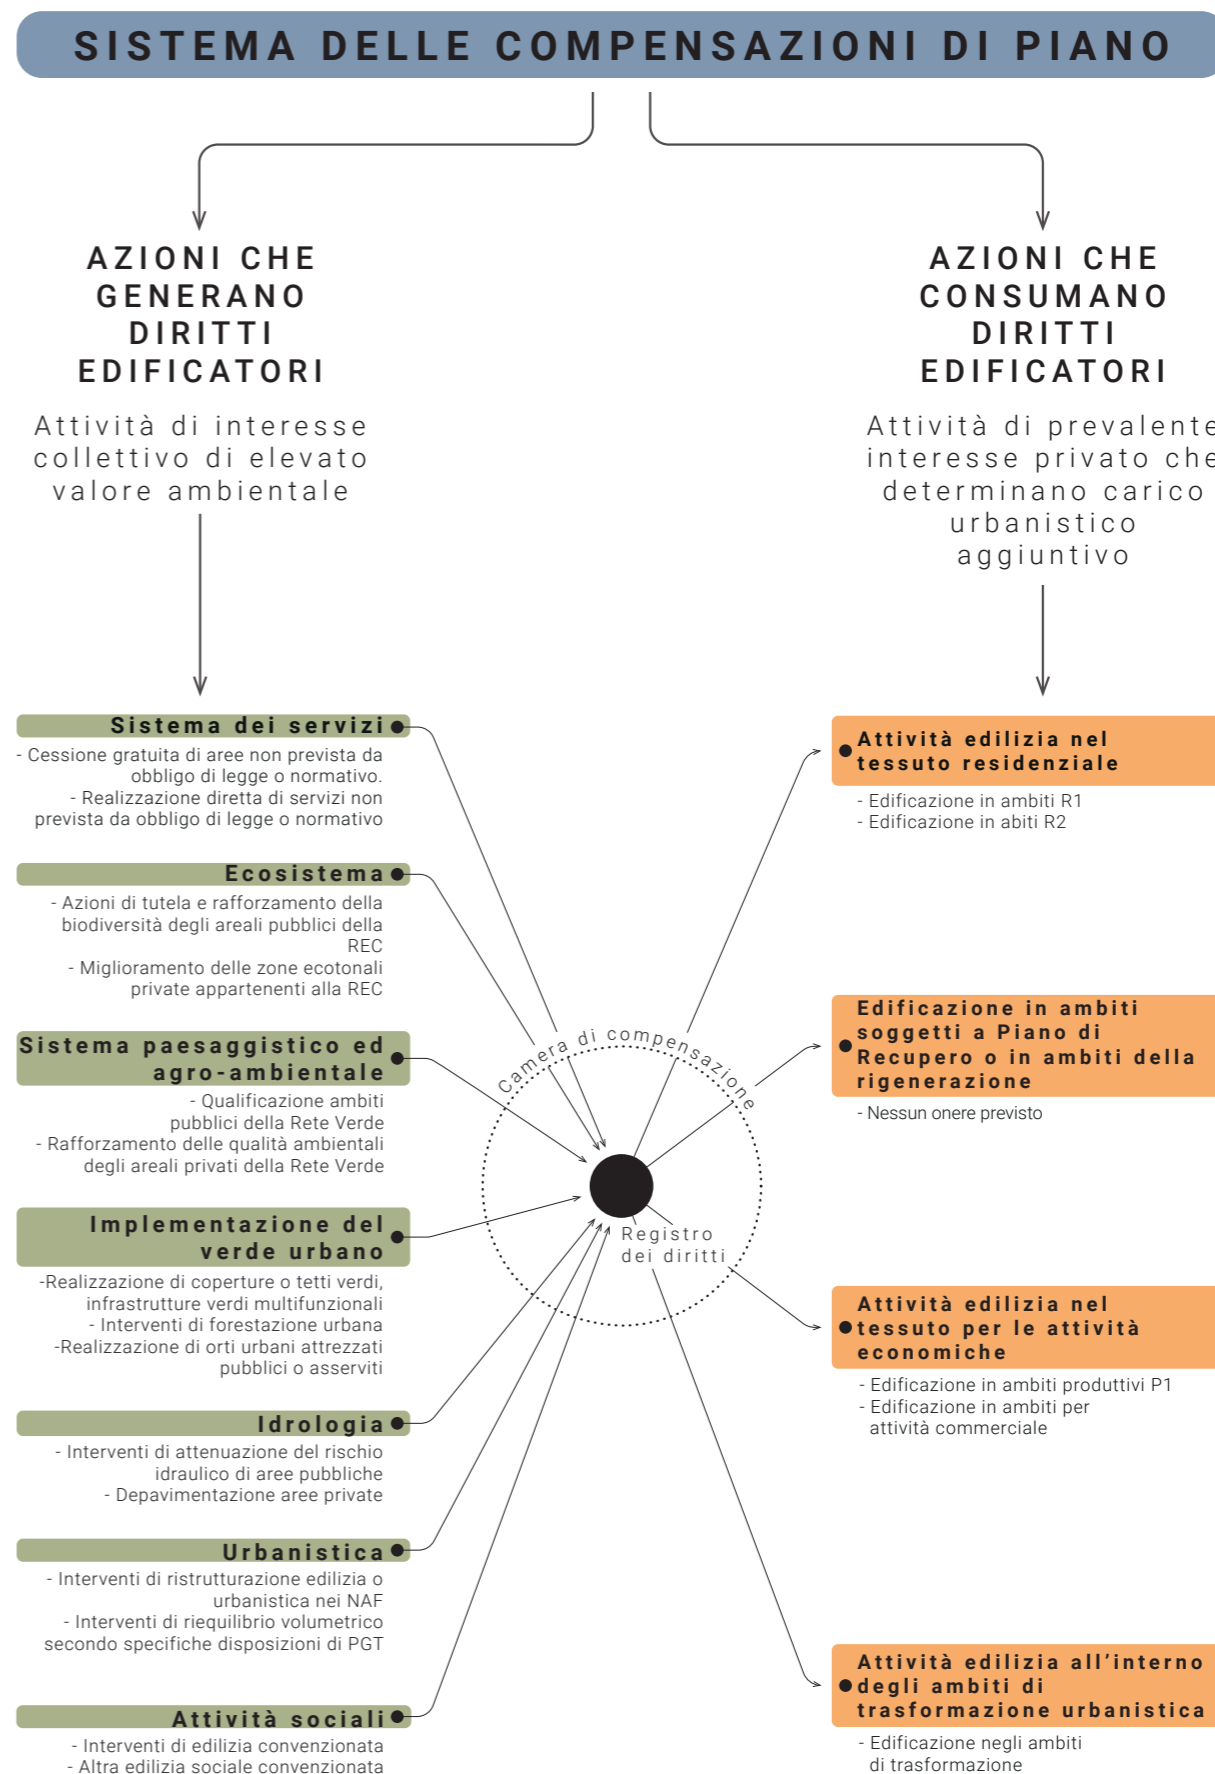 SISTEMA DELLE COMPENSAZIONI DI PIANO
AZIONI CHE
GENERANO
DIRITTI
EDIFICATORI
Attività di interesse
collettivo di elevato
valore ambientale
AZIONI CHE
CONSUMANO
DIRITTI
EDIFICATORI
Attività di prevalente
interesse privato che
determinano carico
urbanistico
aggiuntivo
Sistema dei servizi
- Cessione gratuita di aree non prevista da
obbligo di legge o normativo.
- Realizzazione diretta di servizi non
prevista da obbligo di legge o normativo
Ecosistema
- Azioni di tutela e rafforzamento della
biodiversità degli areali pubblici della
REC
- Miglioramento delle zone ecotonali
private appartenenti alla REC
Sistema paesaggistico ed
agro-ambientale
- Qualificazione ambiti
pubblici della Rete Verde
- Rafforzamento delle qualità ambientali
degli areali privati della Rete Verde
Implementazione del
verde urbano
-Realizzazione di coperture o tetti verdi,
infrastrutture verdi multifunzionali
- Interventi di forestazione urbana
-Realizzazione di orti urbani attrezzati
pubblici o asserviti
Idrologia
- Interventi di attenuazione del rischio
idraulico di aree pubbliche
- Depavimentazione aree private
Urbanistica
- Interventi di ristrutturazione edilizia o
urbanistica nei NAF
- Interventi di riequilibrio volumetrico
secondo specifiche disposizioni di PGT
Attività sociali
- Interventi di edilizia convenzionata
- Altra edilizia sociale convenzionata
Camera di compensazione
Registro
dei diritti
Attività edilizia nel
tessuto residenziale
- Edificazione in ambiti R1
- Edificazione in abiti R2
Edificazione in ambiti
soggetti a Piano di
Recupero o in ambiti della
rigenerazione
- Nessun onere previsto
Attività edilizia nel
tessuto per le attività
economiche
- Edificazione in ambiti produttivi P1
- Edificazione in ambiti per
attività commerciale
Attività edilizia all'interno
degli ambiti di
trasformazione urbanistica
- Edificazione negli ambiti
di trasformazione